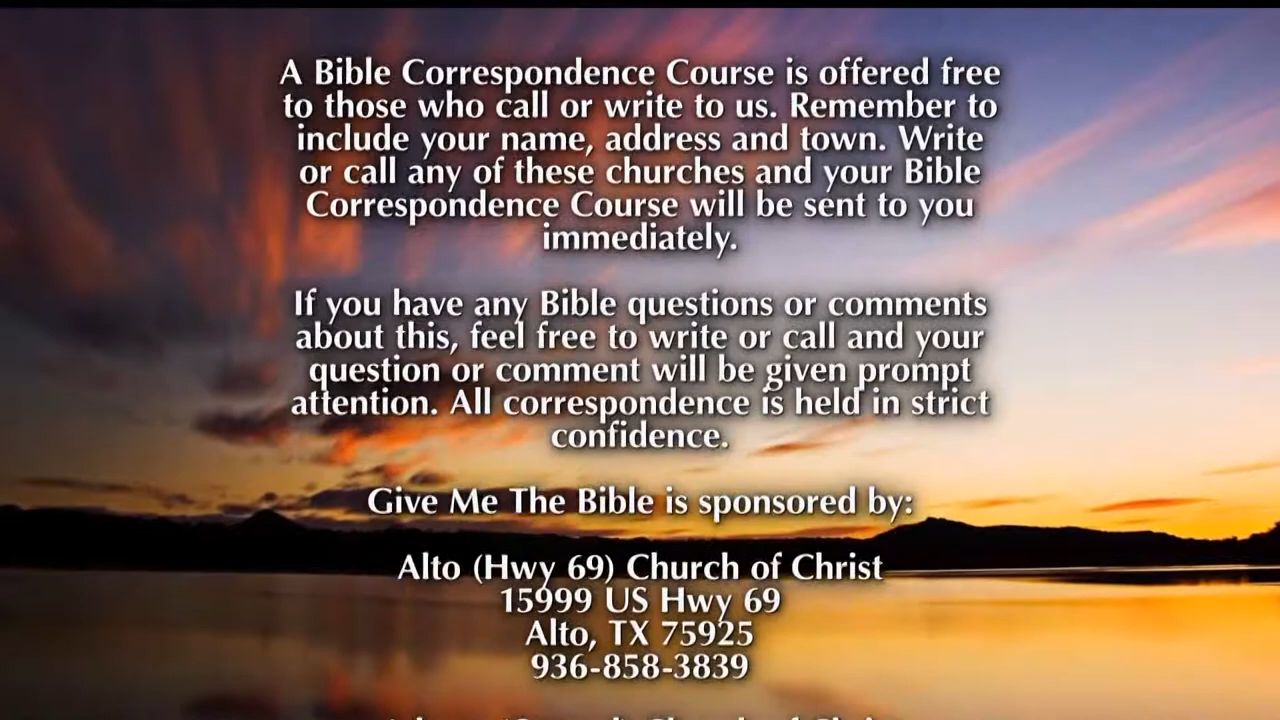 A Bible Correspondence Course is offered free
to those who call or write to us. Remember to
include your name, address and town. Write
or call any of these churches and your Bible
Correspondence Course will be sent to you
immediately.
If you have any Bible questions or comments
about this, feel free to write or call and your
question or comment will be given prompt
attention. All correspondence is held in strict
confidence.
Give Me The Bible is sponsored by:
Alto (Hwy 69) Church of Christ
15999 US Hwy 69
Alto, TX 75925
936-858-3839
Church of Christ